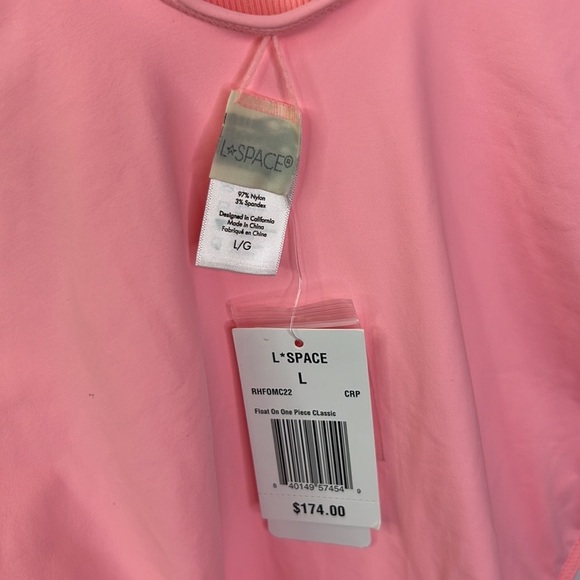 L☆SPACE®
97% Nylon
3% Spandex
Designed in California
Made in China
Fabriqué en Chine
L/G
L*SPACE
L
RHFOMC22 CRP
Float On One Piece CLassic
8 40149 57454 9
$174.00